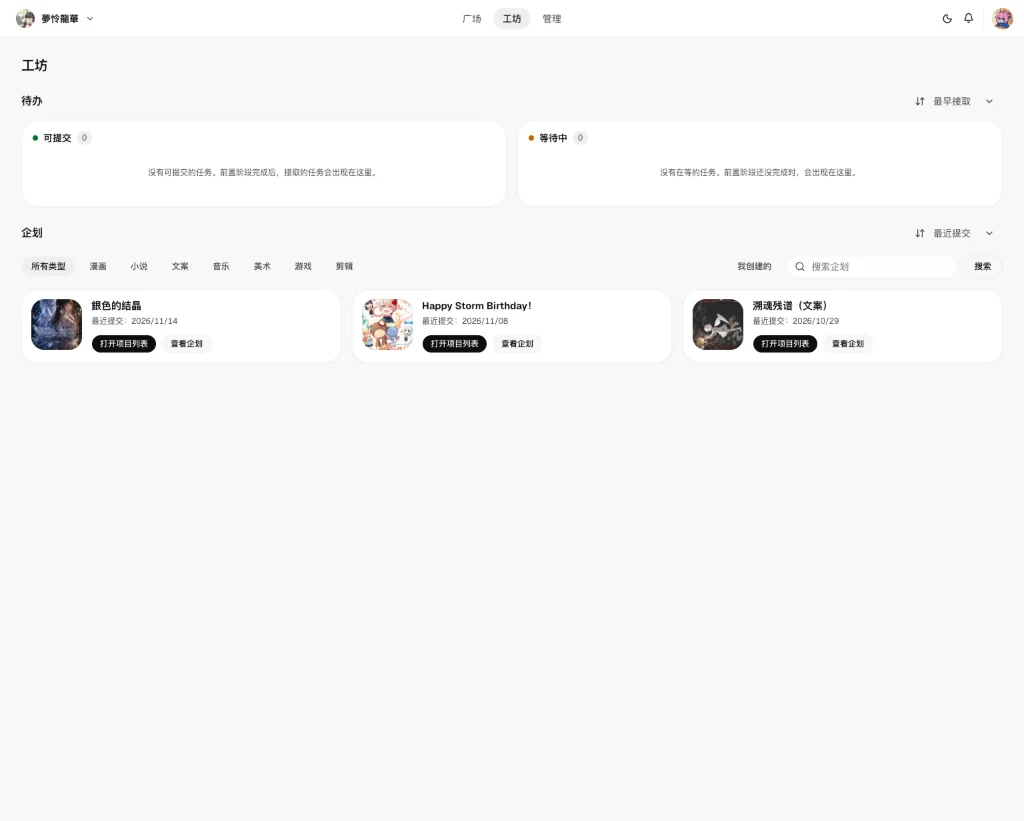 夢怜龍華
广场
工坊
管理
工坊
待办
最早接取
可提交 0
没有可提交的任务。前置阶段完成后，接取的任务会出现在这里。
等待中 0
没有在等的任务。前置阶段还没完成时，会出现在这里。
企划
最近提交
所有类型
漫画
小说
文案
音乐
美术
游戏
剪辑
我创建的
搜索企划
搜索
銀色的結晶
最近提交：2026/11/14
打开项目列表
查看企划
Happy Storm Birthday!
最近提交：2026/11/08
打开项目列表
查看企划
溯魂残谱（文案）
最近提交：2026/10/29
打开项目列表
查看企划